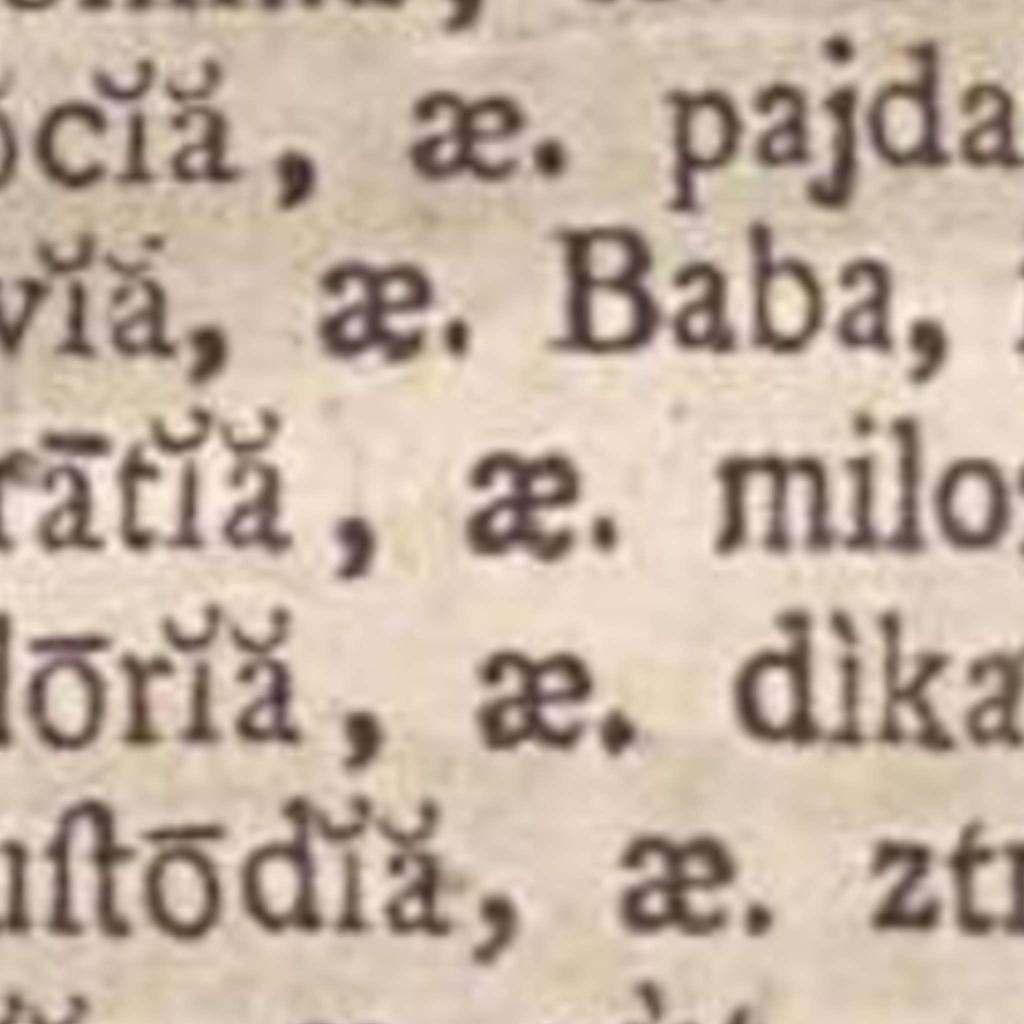 ŏcĭă, æ. pajda
vĭă, æ. Baba,
rātĭă, æ. milo
lōrĭă, æ. dìka
uſtōdĭă, æ. zt